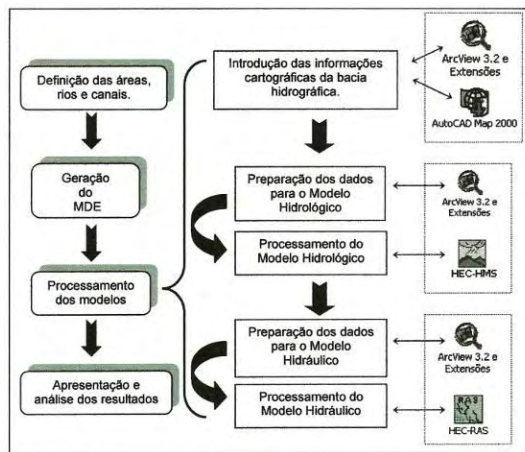 Definição das áreas,
rios e canais.
Geração
do
MDE
Processamento
dos modelos
Apresentação e
análise dos resultados
Introdução das informações
cartográficas da bacia
hidrográfica.
Preparação dos dados
para o Modelo
Hidrológico
Processamento do
Modelo Hidrológico
Preparação dos dados
para o Modelo
Hidráulico
Processamento do
Modelo Hidráulico
ArcView 3.2 e
Extensões
AutoCAD Map 2000
ArcView 3.2 e
Extensões
HEC-HMS
ArcView 3.2 e
Extensões
RAS
HEC-RAS